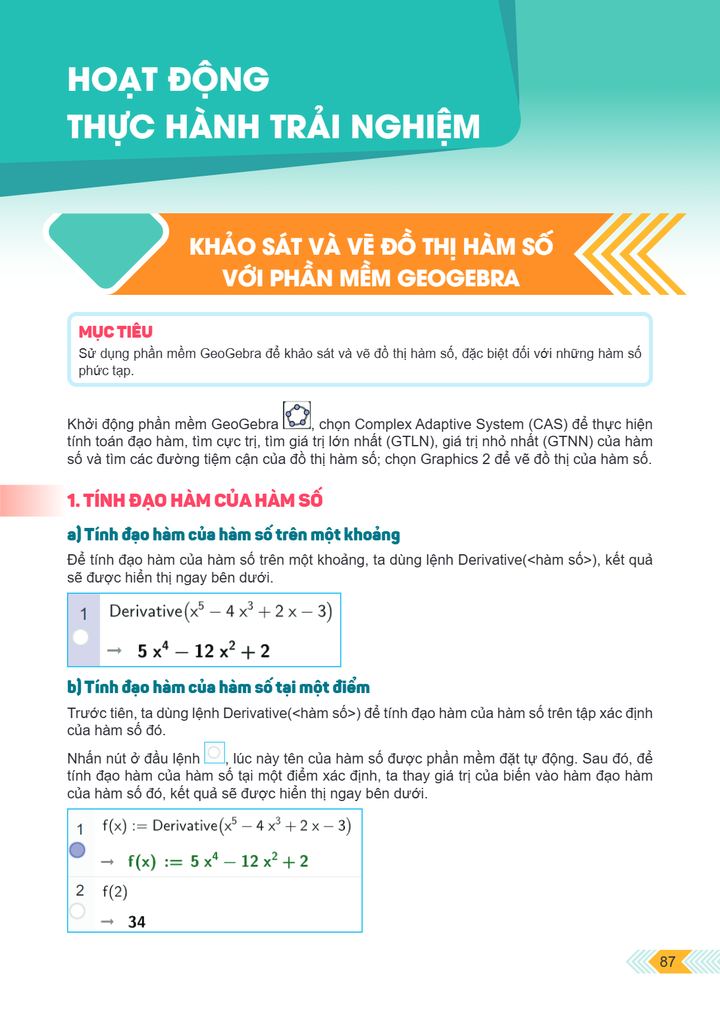 HOẠT ĐỘNG
THỰC HÀNH TRẢI NGHIỆM
KHẢO SÁT VÀ VẼ ĐỒ THỊ HÀM SỐ
VỚI PHẦN MỀM GEOGEBRA
MỤC TIÊU
Sử dụng phần mềm GeoGebra để khảo sát và vẽ đồ thị hàm số, đặc biệt đối với những hàm số
phức tạp.
Khởi động phần mềm GeoGebra , chọn Complex Adaptive System (CAS) để thực hiện
tính toán đạo hàm, tìm cực trị, tìm giá trị lớn nhất (GTLN), giá trị nhỏ nhất (GTNN) của hàm
số và tìm các đường tiệm cận của đồ thị hàm số; chọn Graphics 2 để vẽ đồ thị của hàm số.
1. TÍNH ĐẠO HÀM CỦA HÀM SỐ
a) Tính đạo hàm của hàm số trên một khoảng
Để tính đạo hàm của hàm số trên một khoảng, ta dùng lệnh Derivative(<hàm số>), kết quả
sẽ được hiển thị ngay bên dưới.
1 Derivative(x⁵ − 4 x³ + 2 x − 3)
→ 5 x⁴ − 12 x² + 2
b) Tính đạo hàm của hàm số tại một điểm
Trước tiên, ta dùng lệnh Derivative(<hàm số>) để tính đạo hàm của hàm số trên tập xác định
của hàm số đó.
Nhấn nút ở đầu lệnh , lúc này tên của hàm số được phần mềm đặt tự động. Sau đó, để
tính đạo hàm của hàm số tại một điểm xác định, ta thay giá trị của biến vào hàm đạo hàm
của hàm số đó, kết quả sẽ được hiển thị ngay bên dưới.
1 f(x) := Derivative(x⁵ − 4 x³ + 2 x − 3)
→ f(x) := 5 x⁴ − 12 x² + 2
2 f(2)
→ 34
87